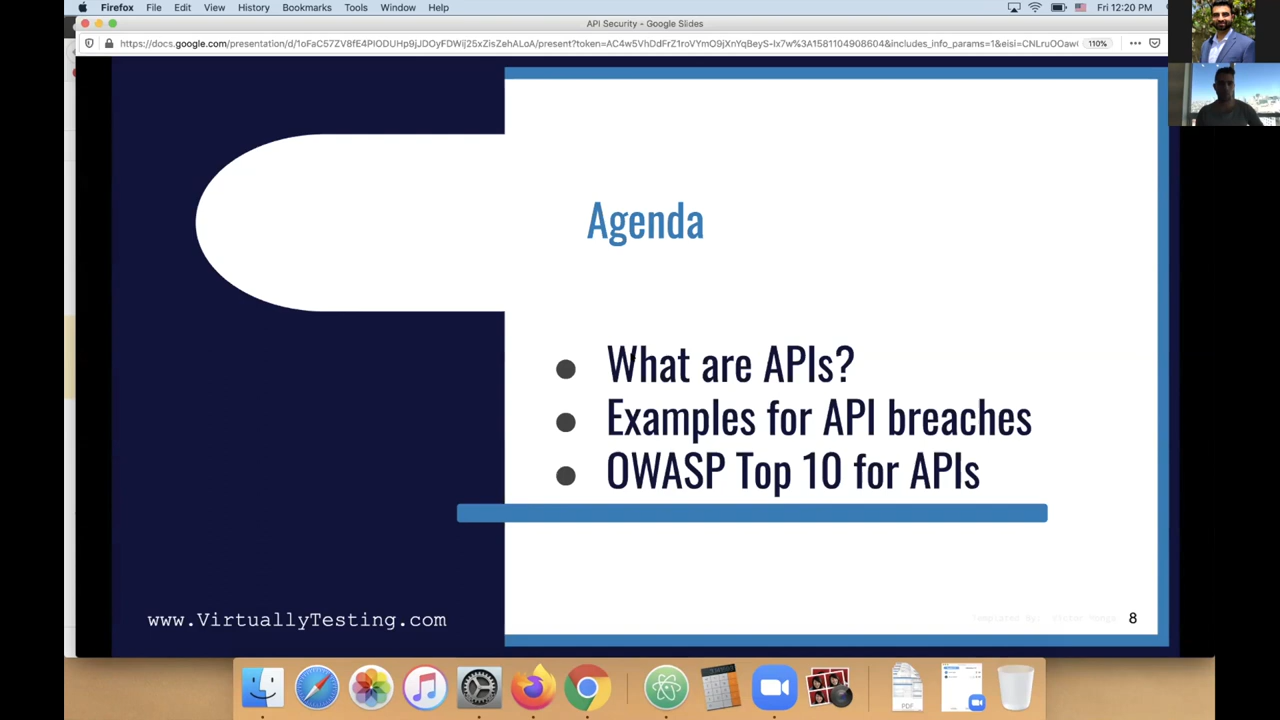 Firefox File Edit View History Bookmarks Tools Window Help Fri 12:20 PM
API Security - Google Slides
110%
Agenda
● What are APIs?
● Examples for API breaches
● OWASP Top 10 for APIs
www.VirtuallyTesting.com
8
PDF